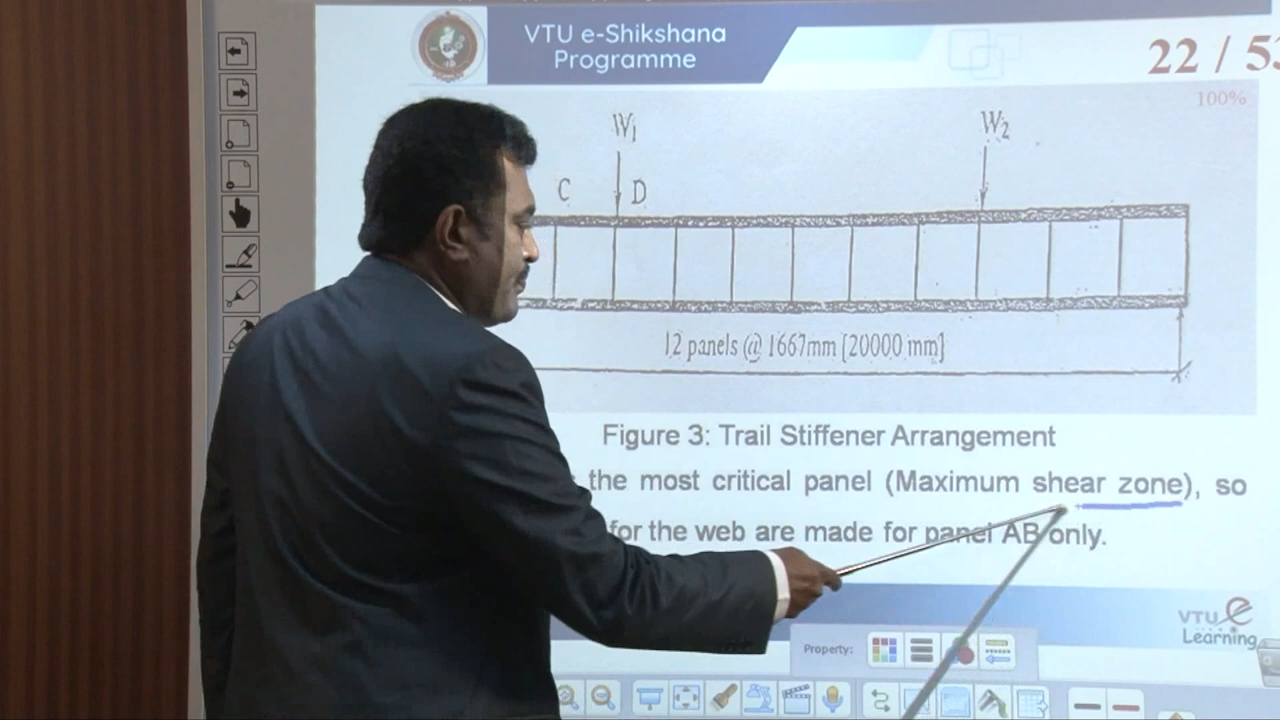 VTU e-Shikshana
Programme
22 / 53
100%
W1
W2
C
D
12 panels @ 1667mm [20000 mm]
Figure 3: Trail Stiffener Arrangement
the most critical panel (Maximum shear zone), so
for the web are made for panel AB only.
VTU e
Learning
Property: